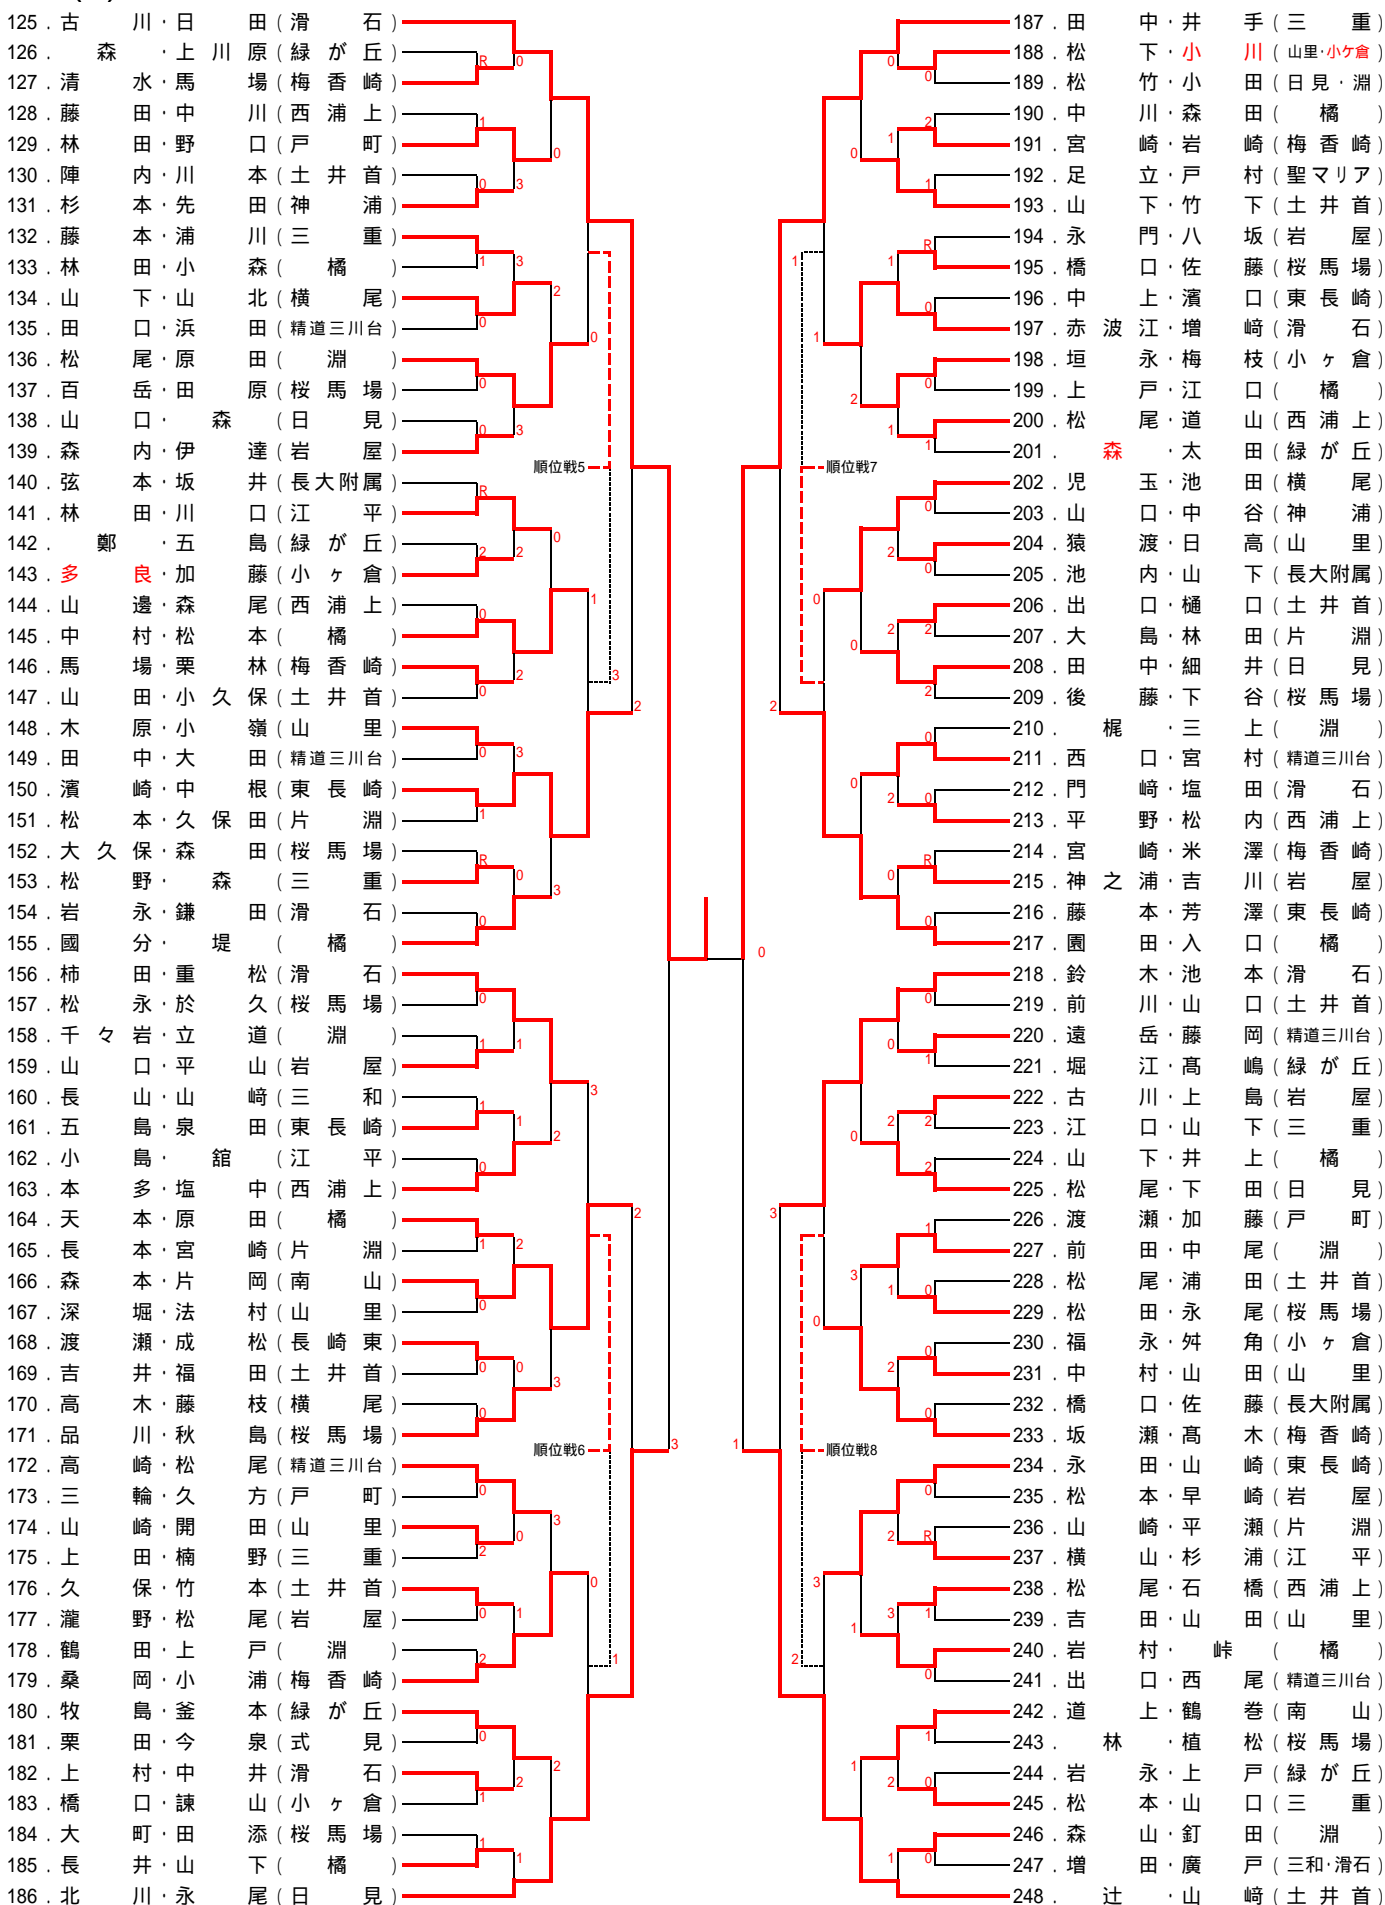 125．古川・日田（滑石）
126．森・上川原（緑が丘）
127．清水・馬場（梅香崎）
128．藤田・中川（西浦上）
129．林田・野口（戸町）
130．陣内・川本（土井首）
131．杉本・先田（神浦）
132．藤本・浦川（三重）
133．林田・小森（橘）
134．山下・山北（横尾）
135．田口・浜田（精道三川台）
136．松尾・原田（淵）
137．百岳・田原（桜馬場）
138．山口・森（日見）
139．森内・伊達（岩屋）
140．弦本・坂井（長大附属）
141．林田・川口（江平）
142．鄭・五島（緑が丘）
143．多良・加藤（小ヶ倉）
144．山邊・森尾（西浦上）
145．中村・松本（橘）
146．馬場・栗林（梅香崎）
147．山田・小久保（土井首）
148．木原・小嶺（山里）
149．田中・大田（精道三川台）
150．濱崎・中根（東長崎）
151．松本・久保田（片淵）
152．大久保・森田（桜馬場）
153．松野・森（三重）
154．岩永・鎌田（滑石）
155．國分・堤（橘）
156．柿田・重松（滑石）
157．松永・於久（桜馬場）
158．千々岩・立道（淵）
159．山口・平山（岩屋）
160．長山・山﨑（三和）
161．五島・泉田（東長崎）
162．小島・舘（江平）
163．本多・塩中（西浦上）
164．天本・原田（橘）
165．長本・宮崎（片淵）
166．森本・片岡（南山）
167．深堀・法村（山里）
168．渡瀬・成松（長崎東）
169．吉井・福田（土井首）
170．高木・藤枝（横尾）
171．品川・秋島（桜馬場）
172．高崎・松尾（精道三川台）
173．三輪・久方（戸町）
174．山崎・開田（山里）
175．上田・楠野（三重）
176．久保・竹本（土井首）
177．瀧野・松尾（岩屋）
178．鶴田・上戸（淵）
179．桑岡・小浦（梅香崎）
180．牧島・釜本（緑が丘）
181．栗田・今泉（式見）
182．上村・中井（滑石）
183．橋口・諌山（小ヶ倉）
184．大町・田添（桜馬場）
185．長井・山下（橘）
186．北川・永尾（日見）
順位戦5
順位戦6
順位戦7
順位戦8
187．田中・井手（三重）
188．松下・小川（山里・小ケ倉）
189．松竹・小田（日見・淵）
190．中川・森田（橘）
191．宮崎・岩崎（梅香崎）
192．足立・戸村（聖マリア）
193．山下・竹下（土井首）
194．永門・八坂（岩屋）
195．橋口・佐藤（桜馬場）
196．中上・濱口（東長崎）
197．赤波江・増﨑（滑石）
198．垣永・梅枝（小ヶ倉）
199．上戸・江口（橘）
200．松尾・道山（西浦上）
201．森・太田（緑が丘）
202．児玉・池田（横尾）
203．山口・中谷（神浦）
204．猿渡・日高（山里）
205．池内・山下（長大附属）
206．出口・樋口（土井首）
207．大島・林田（片淵）
208．田中・細井（日見）
209．後藤・下谷（桜馬場）
210．梶・三上（淵）
211．西口・宮村（精道三川台）
212．門﨑・塩田（滑石）
213．平野・松内（西浦上）
214．宮崎・米澤（梅香崎）
215．神之浦・吉川（岩屋）
216．藤本・芳澤（東長崎）
217．園田・入口（橘）
218．鈴木・池本（滑石）
219．前川・山口（土井首）
220．遠岳・藤岡（精道三川台）
221．堀江・髙嶋（緑が丘）
222．古川・上島（岩屋）
223．江口・山下（三重）
224．山下・井上（橘）
225．松尾・下田（日見）
226．渡瀬・加藤（戸町）
227．前田・中尾（淵）
228．松尾・浦田（土井首）
229．松田・永尾（桜馬場）
230．福永・舛角（小ヶ倉）
231．中村・山田（山里）
232．橋口・佐藤（長大附属）
233．坂瀬・髙木（梅香崎）
234．永田・山崎（東長崎）
235．松本・早崎（岩屋）
236．山崎・平瀬（片淵）
237．横山・杉浦（江平）
238．松尾・石橋（西浦上）
239．吉田・山田（山里）
240．岩村・峠（橘）
241．出口・西尾（精道三川台）
242．道上・鶴巻（南山）
243．林・植松（桜馬場）
244．岩永・上戸（緑が丘）
245．松本・山口（三重）
246．森山・釘田（淵）
247．増田・廣戸（三和・滑石）
248．辻・山﨑（土井首）